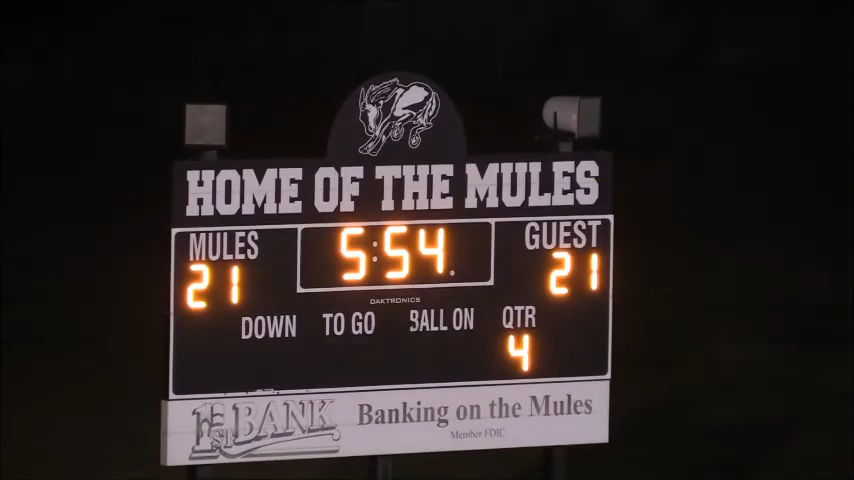 HOME OF THE MULES
MULES 5:54 GUEST
21 21
DAKTRONICS
DOWN TO GO BALL ON QTR
4
1ST BANK Banking on the Mules
Member FDIC